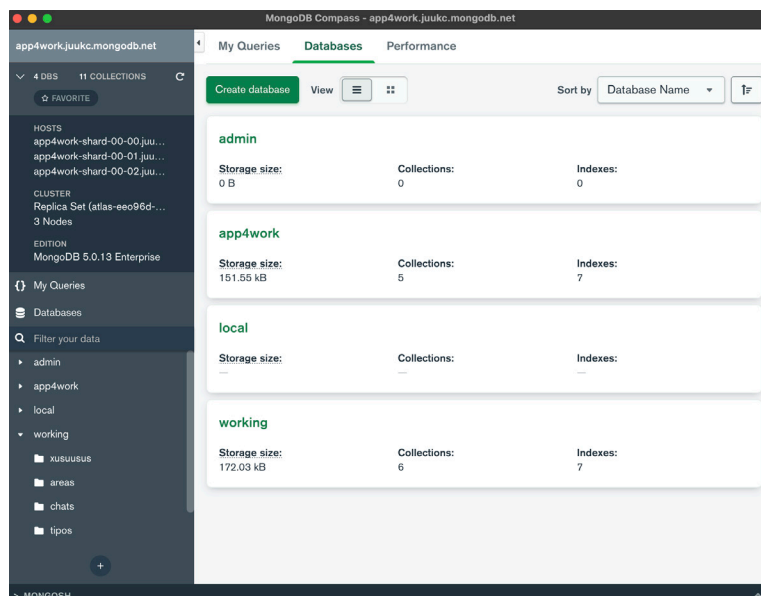 MongoDB Compass - app4work.juukc.mongodb.net
app4work.juukc.mongodb.net
4 DBS 11 COLLECTIONS
FAVORITE
HOSTS
app4work-shard-00-00.juu...
app4work-shard-00-01.juu...
app4work-shard-00-02.juu...
CLUSTER
Replica Set (atlas-eeo96d-...
3 Nodes
EDITION
MongoDB 5.0.13 Enterprise
{} My Queries
Databases
Filter your data
admin
app4work
local
working
xusuusus
areas
chats
tipos
+
>_MONGOSH
My Queries Databases Performance
Create database View Sort by Database Name
admin
Storage size: Collections: Indexes:
0 B 0 0
app4work
Storage size: Collections: Indexes:
151.55 kB 5 7
local
Storage size: Collections: Indexes:
— — —
working
Storage size: Collections: Indexes:
172.03 kB 6 7